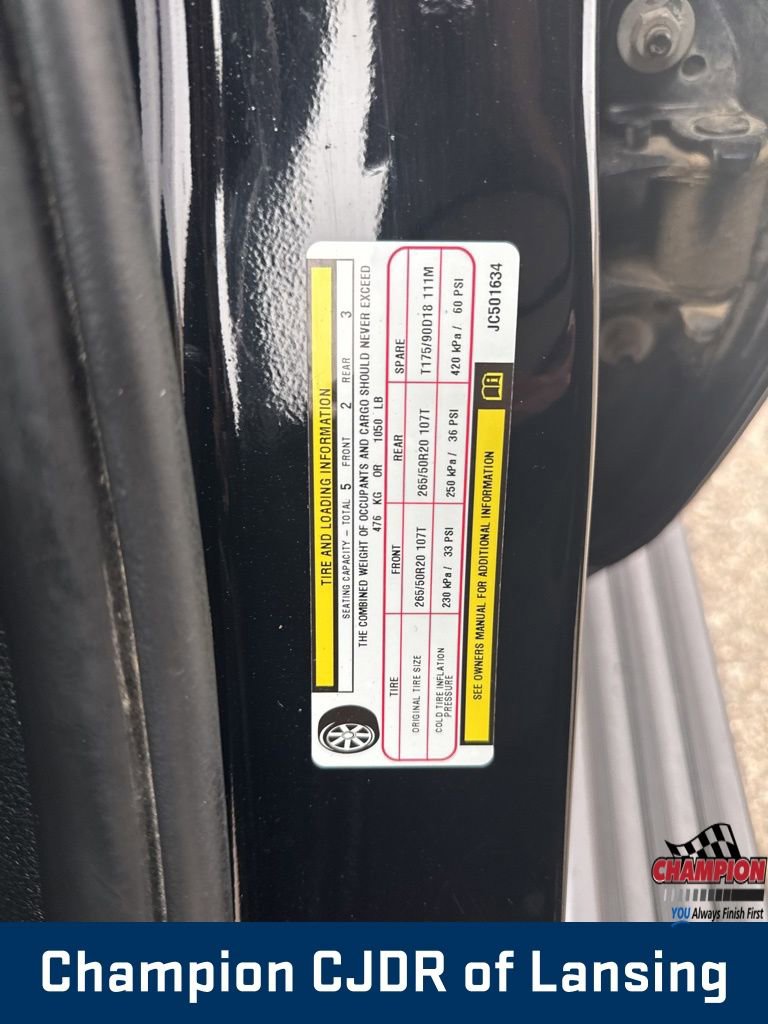 TIRE AND LOADING INFORMATION
SEATING CAPACITY – TOTAL 5 FRONT 2 REAR 3
THE COMBINED WEIGHT OF OCCUPANTS AND CARGO SHOULD NEVER EXCEED
476 KG OR 1050 LB
TIRE FRONT REAR SPARE
ORIGINAL TIRE SIZE 265/50R20 107T 265/50R20 107T T175/90D18 111M
COLD TIRE INFLATION
PRESSURE 230 kPa / 33 PSI 250 kPa / 36 PSI 420 kPa / 60 PSI
SEE OWNERS MANUAL FOR ADDITIONAL INFORMATION
JC501634
CHAMPION
YOU Always Finish First
Champion CJDR of Lansing